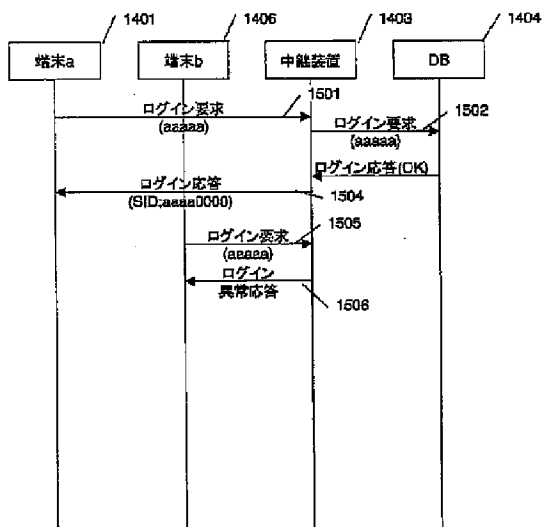 1401
1406
1403
1404
端末a
端末b
中継装置
DB
ログイン要求
(aaaaa)
1501
ログイン要求
(aaaaa)
1502
ログイン応答(OK)
ログイン応答
(SID;aaaa0000)
1504
ログイン要求
(aaaaa)
1505
ログイン
異常応答
1506